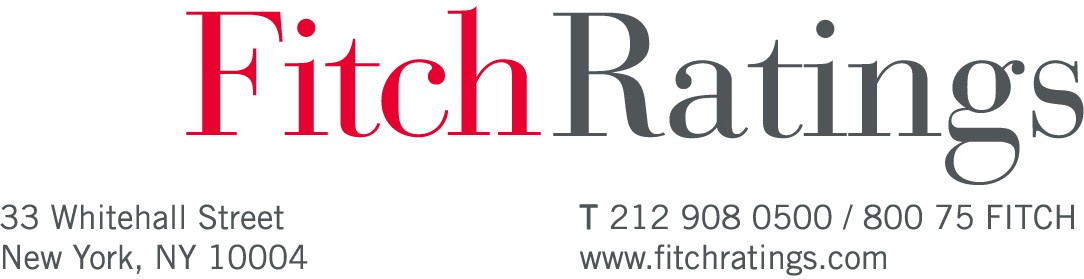 FitchRatings
33 Whitehall Street
New York, NY 10004
T 212 908 0500 / 800 75 FITCH
www.fitchratings.com